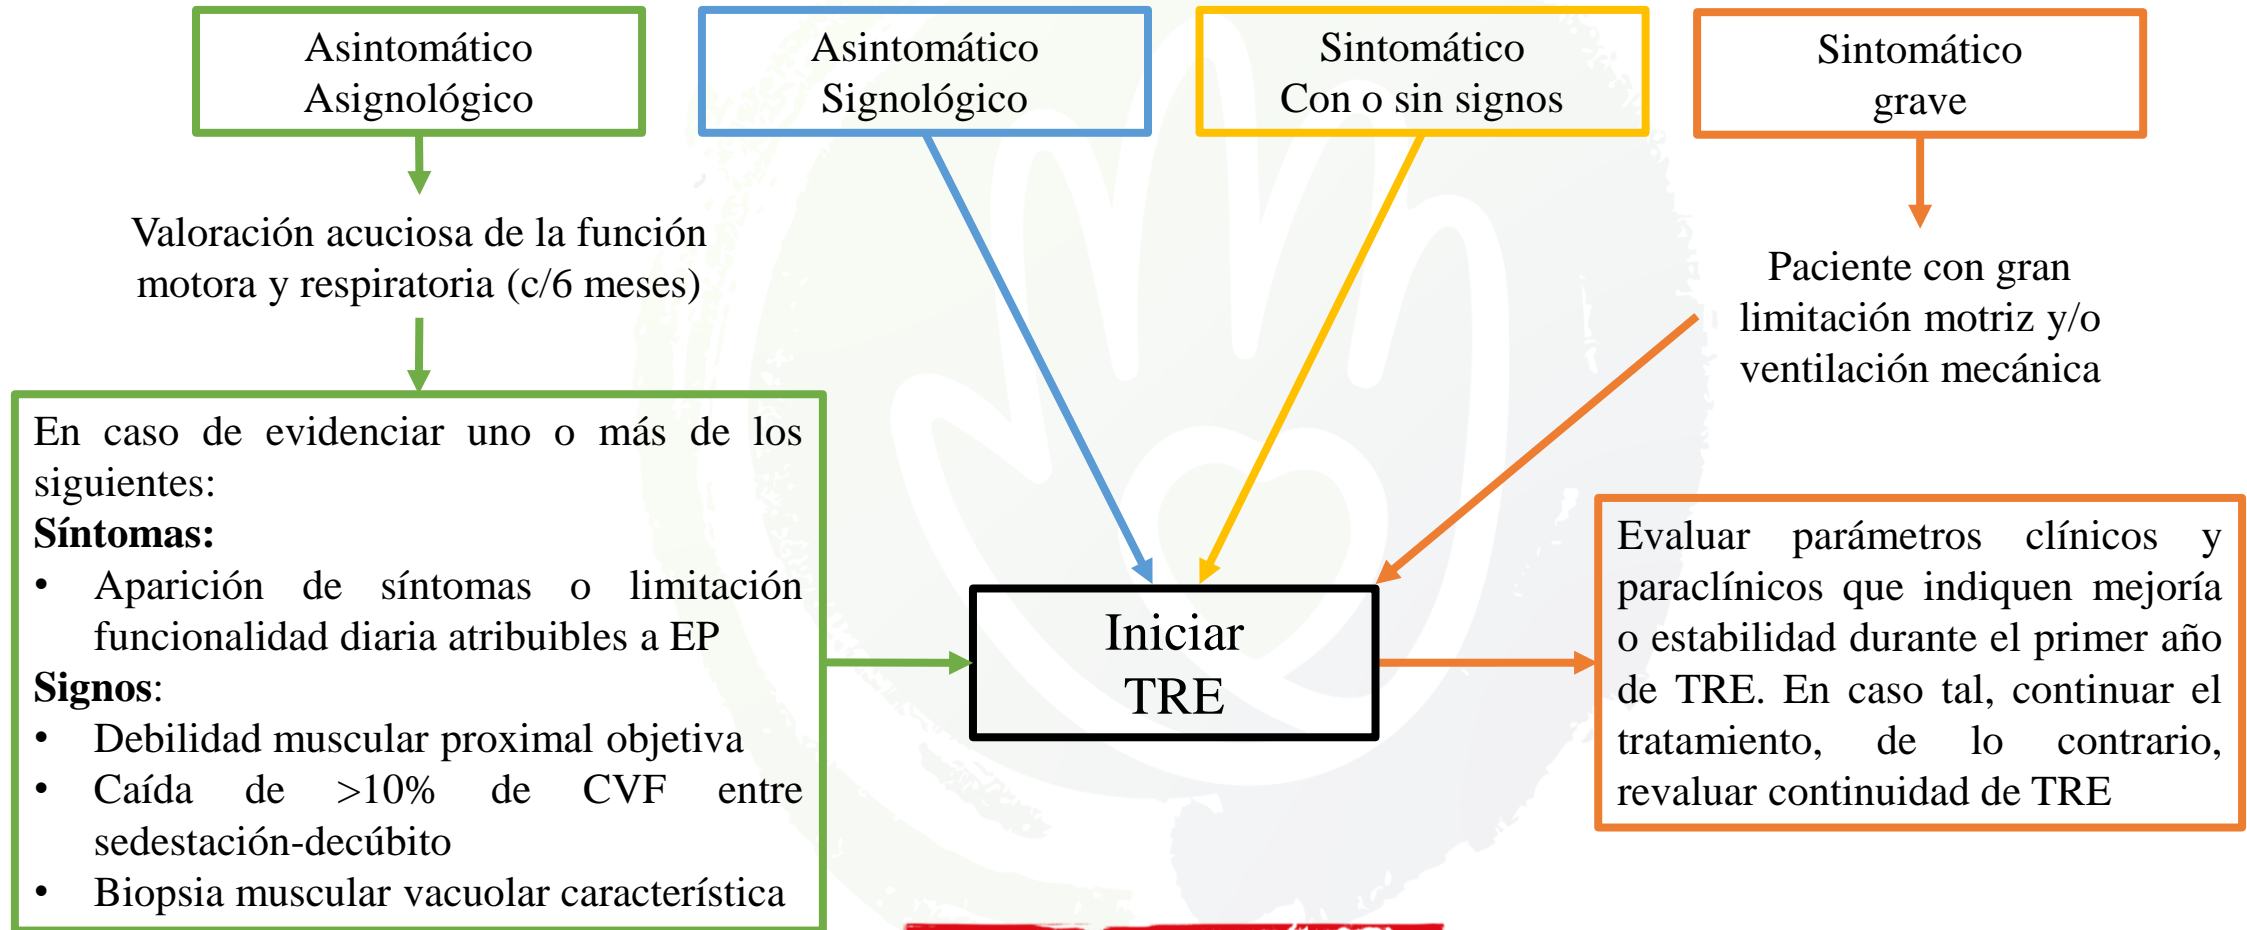 Asintomático
Asignológico
Asintomático
Signológico
Sintomático
Con o sin signos
Sintomático
grave
Valoración acuciosa de la función
motora y respiratoria (c/6 meses)
Paciente con gran
limitación motriz y/o
ventilación mecánica
En caso de evidenciar uno o más de los
siguientes:
Síntomas:
• Aparición de síntomas o limitación
funcionalidad diaria atribuibles a EP
Signos:
• Debilidad muscular proximal objetiva
• Caída de >10% de CVF entre
sedestación-decúbito
• Biopsia muscular vacuolar característica
Iniciar
TRE
Evaluar parámetros clínicos y
paraclínicos que indiquen mejoría
o estabilidad durante el primer año
de TRE. En caso tal, continuar el
tratamiento, de lo contrario,
revaluar continuidad de TRE